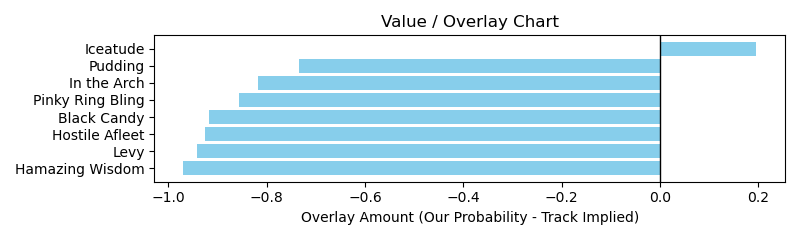 Value / Overlay Chart
Iceatude
Pudding
In the Arch
Pinky Ring Bling
Black Candy
Hostile Afleet
Levy
Hamazing Wisdom
−1.0 −0.8 −0.6 −0.4 −0.2 0.0 0.2
Overlay Amount (Our Probability - Track Implied)